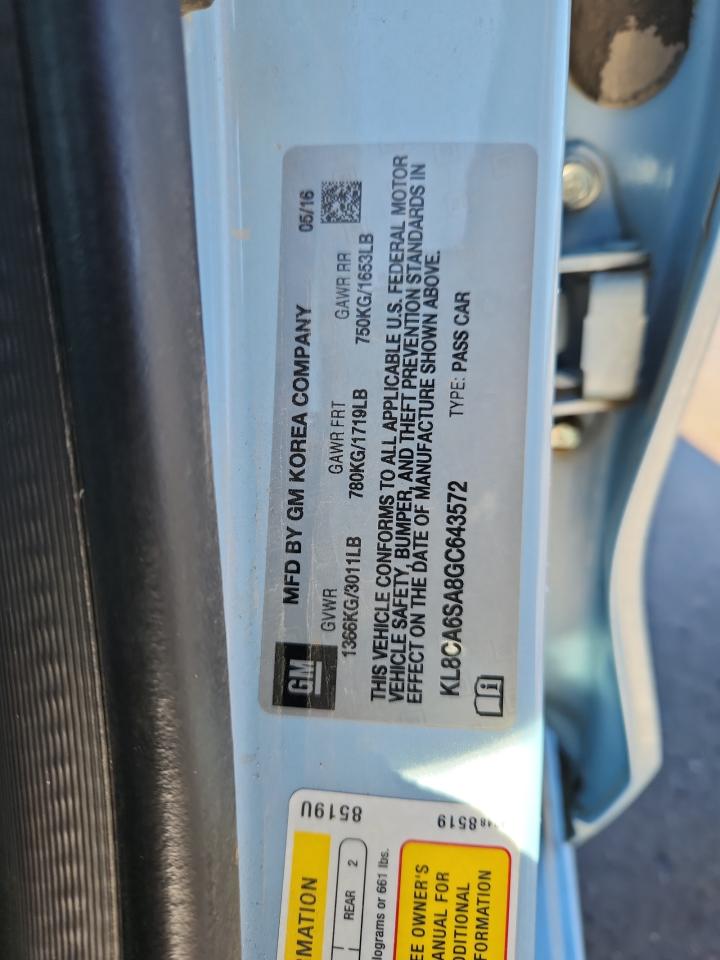 GM
MFD BY GM KOREA COMPANY
05/16
GVWR
GAWR FRT
GAWR RR
1366KG/3011LB
780KG/1719LB
750KG/1653LB
THIS VEHICLE CONFORMS TO ALL APPLICABLE U.S. FEDERAL MOTOR
VEHICLE SAFETY, BUMPER, AND THEFT PREVENTION STANDARDS IN
EFFECT ON THE DATE OF MANUFACTURE SHOWN ABOVE.
KL8CA6SA8GC643572
TYPE: PASS CAR
8519U
8519
MATION
REAR 2
lograms or 661 lbs.
EE OWNER'S
ANUAL FOR
DDITIONAL
FORMATION